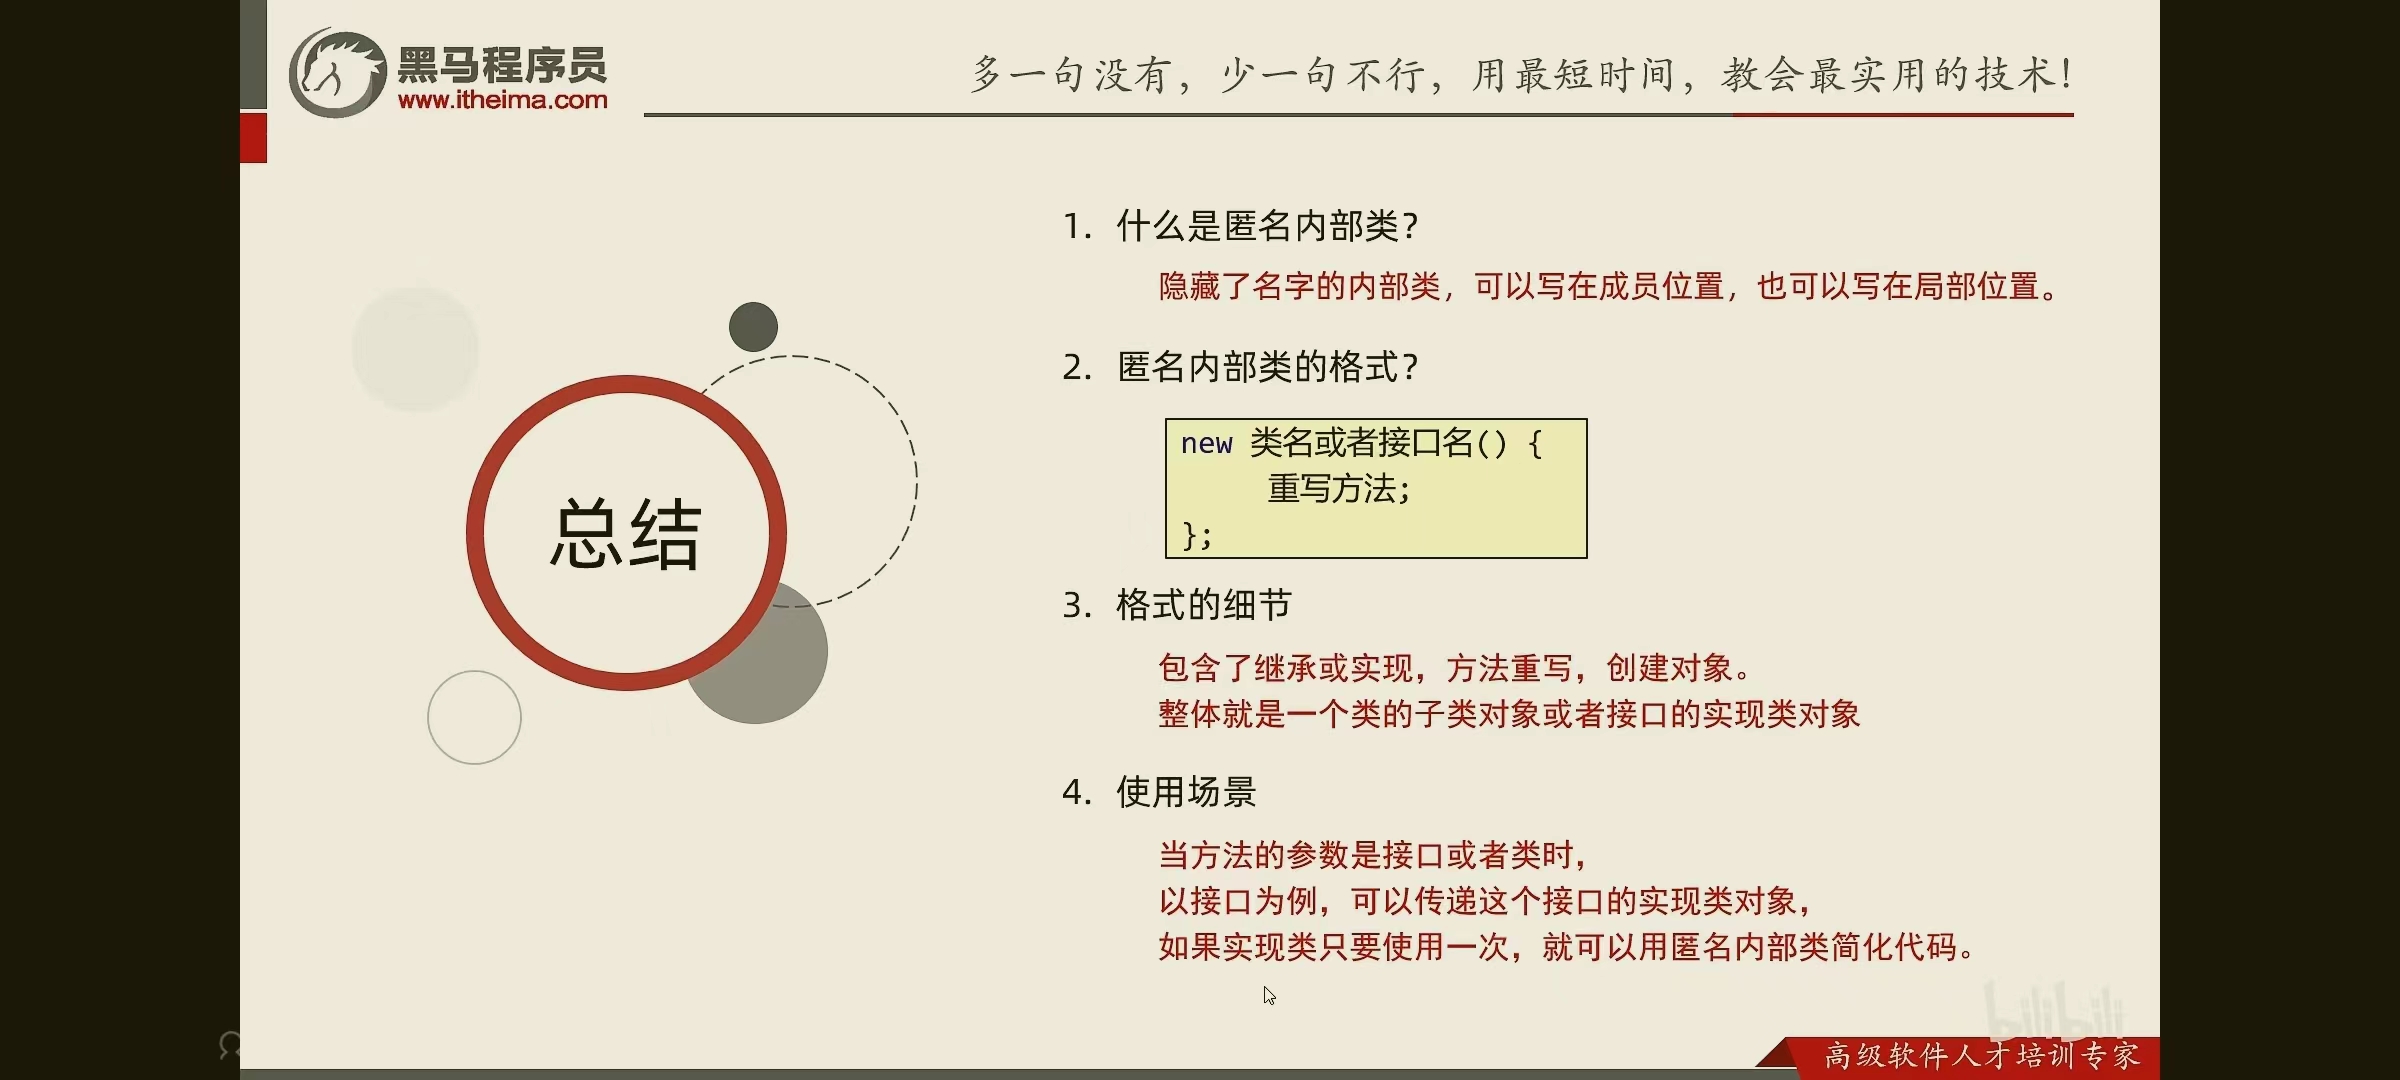 黑马程序员
www.itheima.com
多一句没有，少一句不行，用最短时间，教会最实用的技术！
总结
1. 什么是匿名内部类？
隐藏了名字的内部类，可以写在成员位置，也可以写在局部位置。
2. 匿名内部类的格式？
new 类名或者接口名() {
重写方法;
};
3. 格式的细节
包含了继承或实现，方法重写，创建对象。
整体就是一个类的子类对象或者接口的实现类对象
4. 使用场景
当方法的参数是接口或者类时，
以接口为例，可以传递这个接口的实现类对象，
如果实现类只要使用一次，就可以用匿名内部类简化代码。
bilibili
高级软件人才培训专家